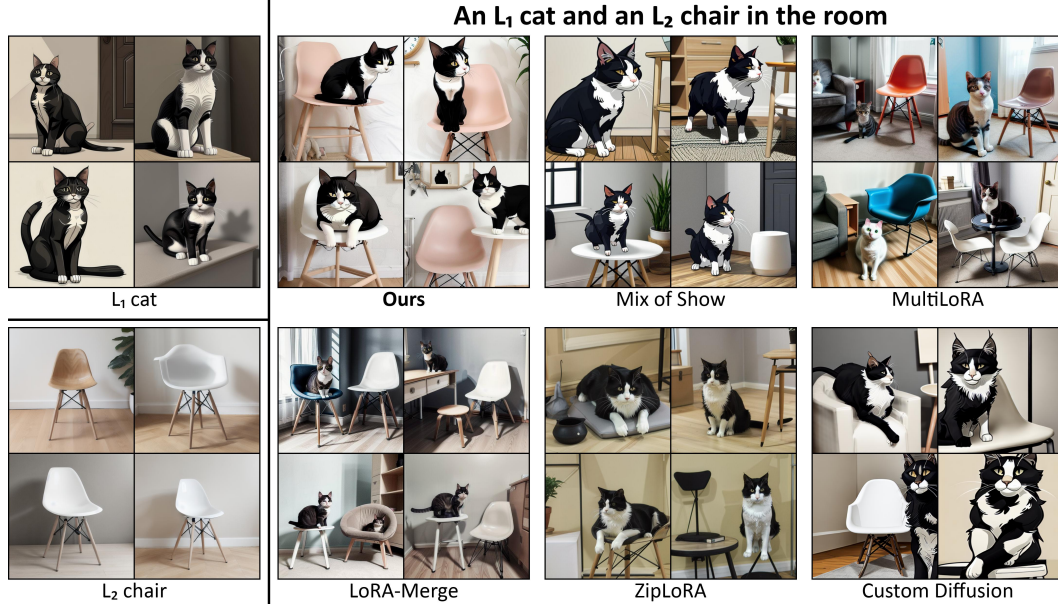 An L₁ cat and an L₂ chair in the room
L₁ cat
Ours
Mix of Show
MultiLoRA
L₂ chair
LoRA-Merge
ZipLoRA
Custom Diffusion